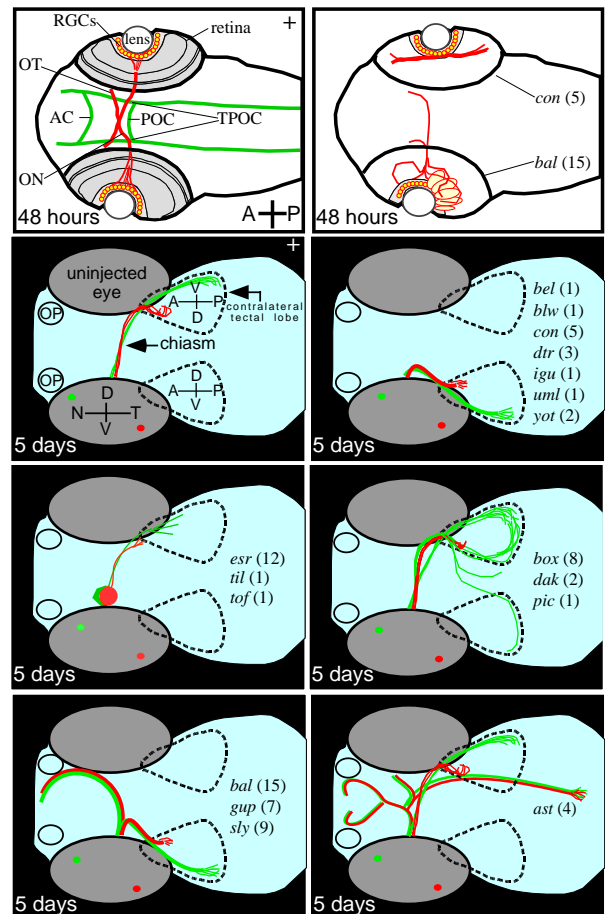 RGCs
lens
retina
+
OT
AC
POC
TPOC
ON
48 hours
A
P
con (5)
bal (15)
48 hours
+
uninjected
eye
V
A
P
D
contralateral
tectal lobe
OP
chiasm
OP
D
A
P
V
D
N
T
V
5 days
bel (1)
blw (1)
con (5)
dtr (3)
igu (1)
uml (1)
yot (2)
5 days
esr (12)
til (1)
tof (1)
5 days
box (8)
dak (2)
pic (1)
5 days
bal (15)
gup (7)
sly (9)
5 days
ast (4)
5 days